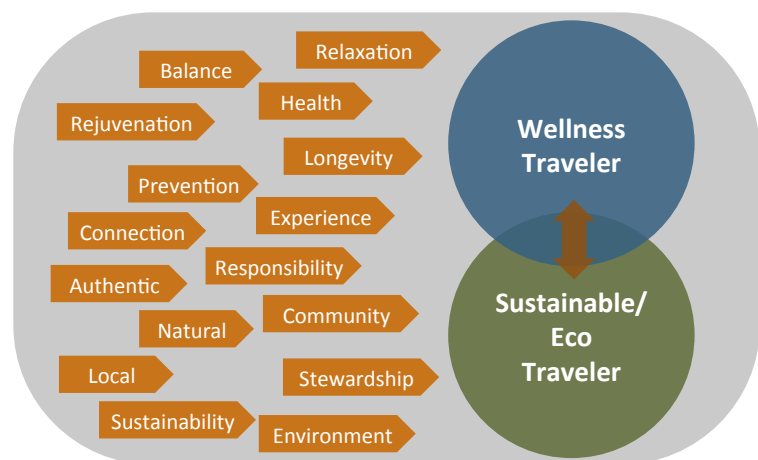 Relaxation
Balance
Health
Rejuvenation
Longevity
Prevention
Experience
Connection
Responsibility
Authentic
Community
Natural
Local
Stewardship
Sustainability
Environment
Wellness
Traveler
Sustainable/
Eco
Traveler